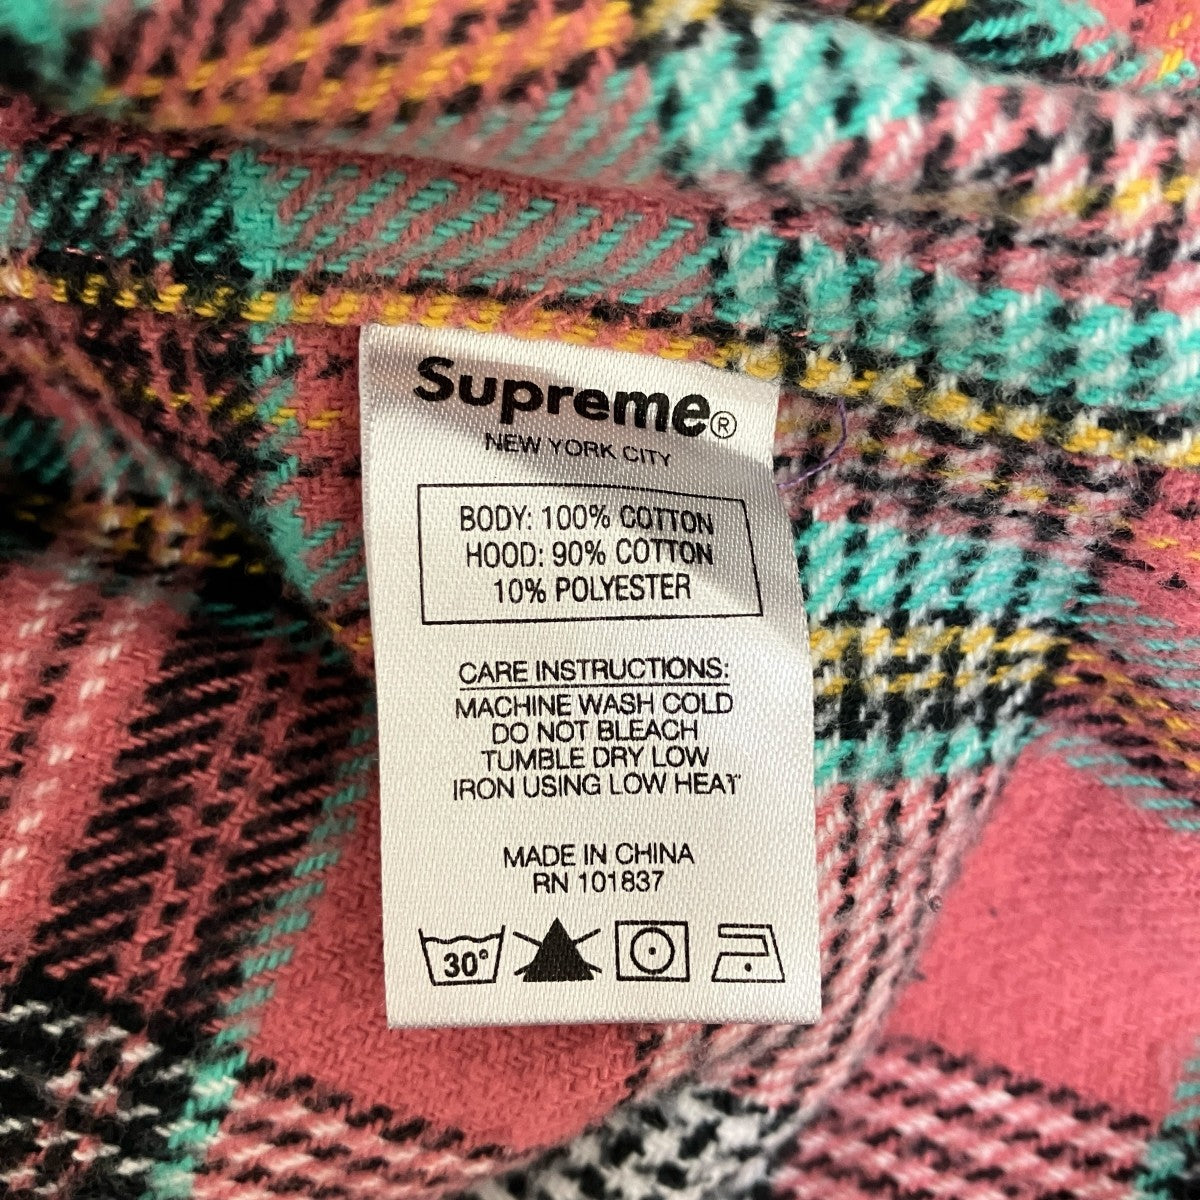 Supreme®
NEW YORK CITY
BODY: 100% COTTON
HOOD: 90% COTTON
10% POLYESTER
CARE INSTRUCTIONS:
MACHINE WASH COLD
DO NOT BLEACH
TUMBLE DRY LOW
IRON USING LOW HEAT
MADE IN CHINA
RN 101837
30°